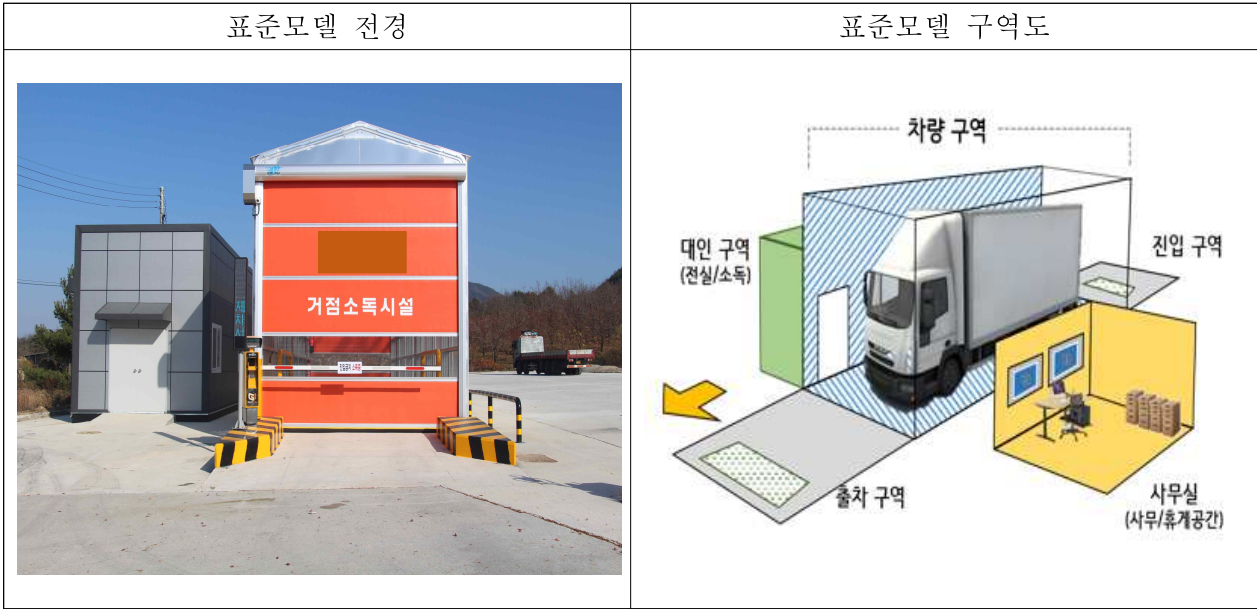 표준모델 전경
표준모델 구역도
거점소독시설
차량 구역
대인 구역
(전실/소독)
진입 구역
출차 구역
사무실
(사무/휴게공간)